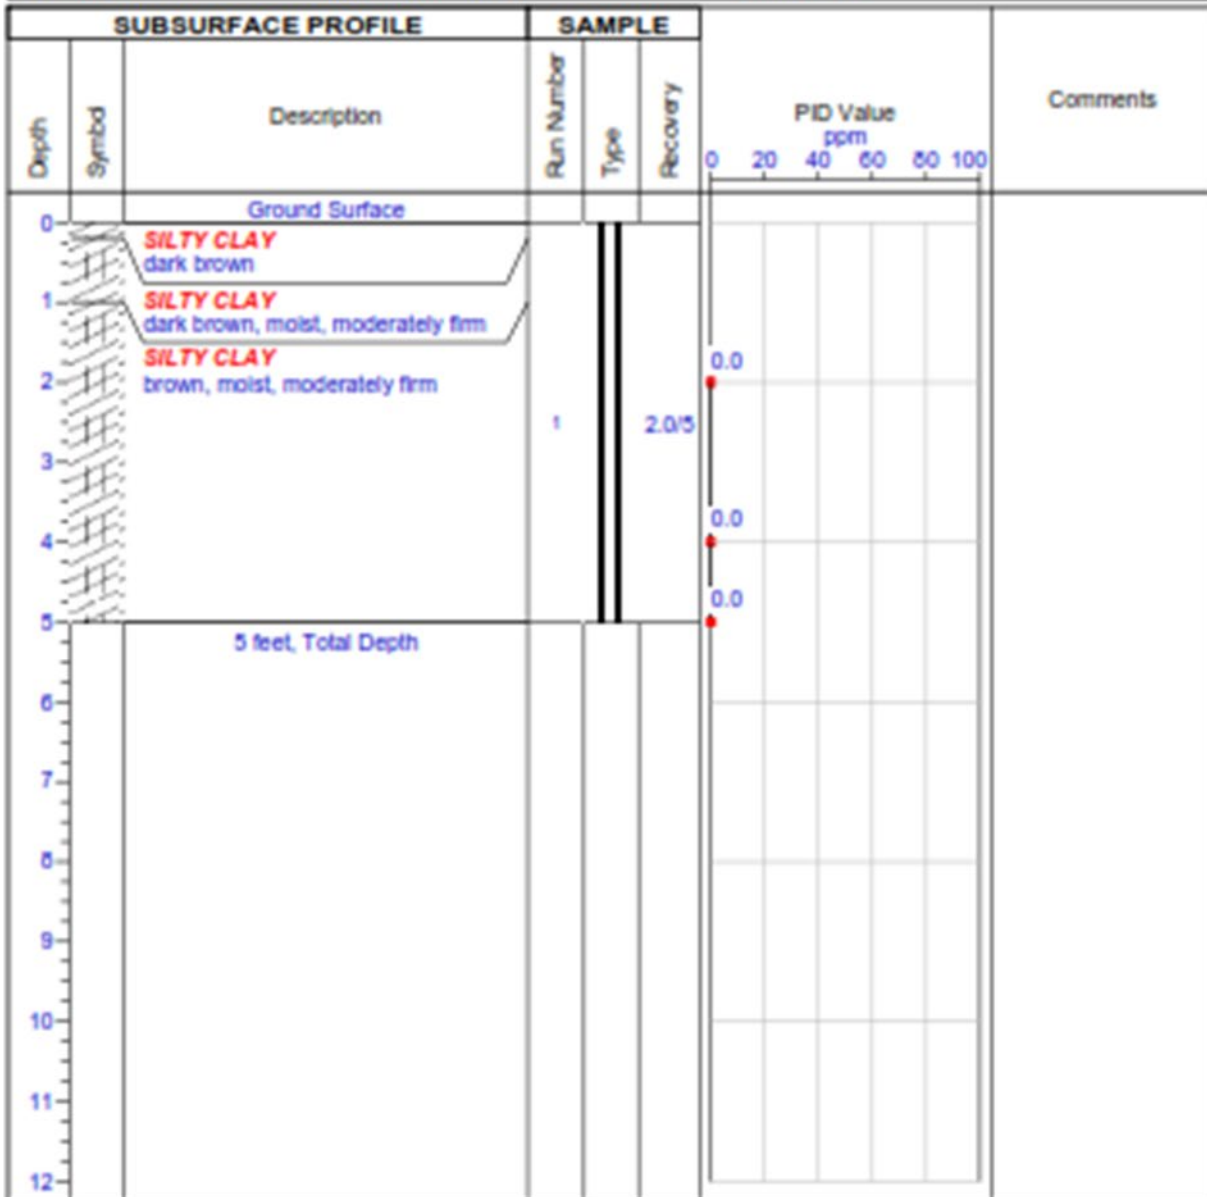 SUBSURFACE PROFILE SAMPLE
Depth Symbol Description Run Number Type Recovery PID Value Comments
ppm
0 20 40 60 80 100
Ground Surface
0
SILTY CLAY
dark brown
1 SILTY CLAY
dark brown, moist, moderately firm
SILTY CLAY 0.0
2 brown, moist, moderately firm
1 2.0/5
3
0.0
4
0.0
5
5 feet, Total Depth
6
7
8
9
10
11
12